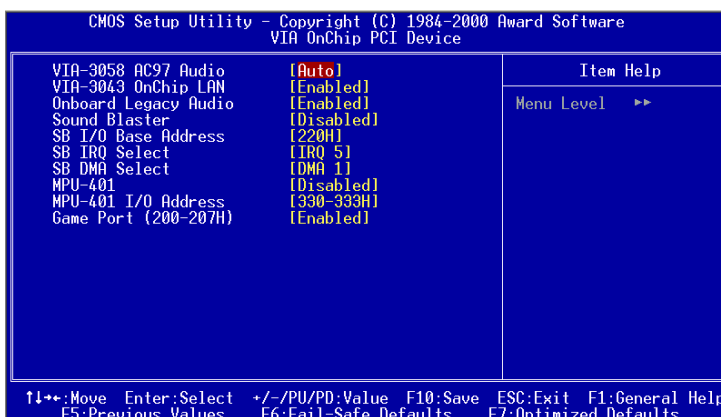 CMOS Setup Utility - Copyright (C) 1984-2000 Award Software
VIA OnChip PCI Device
VIA-3058 AC97 Audio [Auto]
VIA-3043 OnChip LAN [Enabled]
Onboard Legacy Audio [Enabled]
Sound Blaster [Disabled]
SB I/O Base Address [220H]
SB IRQ Select [IRQ 5]
SB DMA Select [DMA 1]
MPU-401 [Disabled]
MPU-401 I/O Address [330-333H]
Game Port (200-207H) [Enabled]
Item Help
Menu Level ►►
↑↓→←:Move Enter:Select +/-/PU/PD:Value F10:Save ESC:Exit F1:General Help
F5:Previous Values F6:Fail-Safe Defaults F7:Optimized Defaults